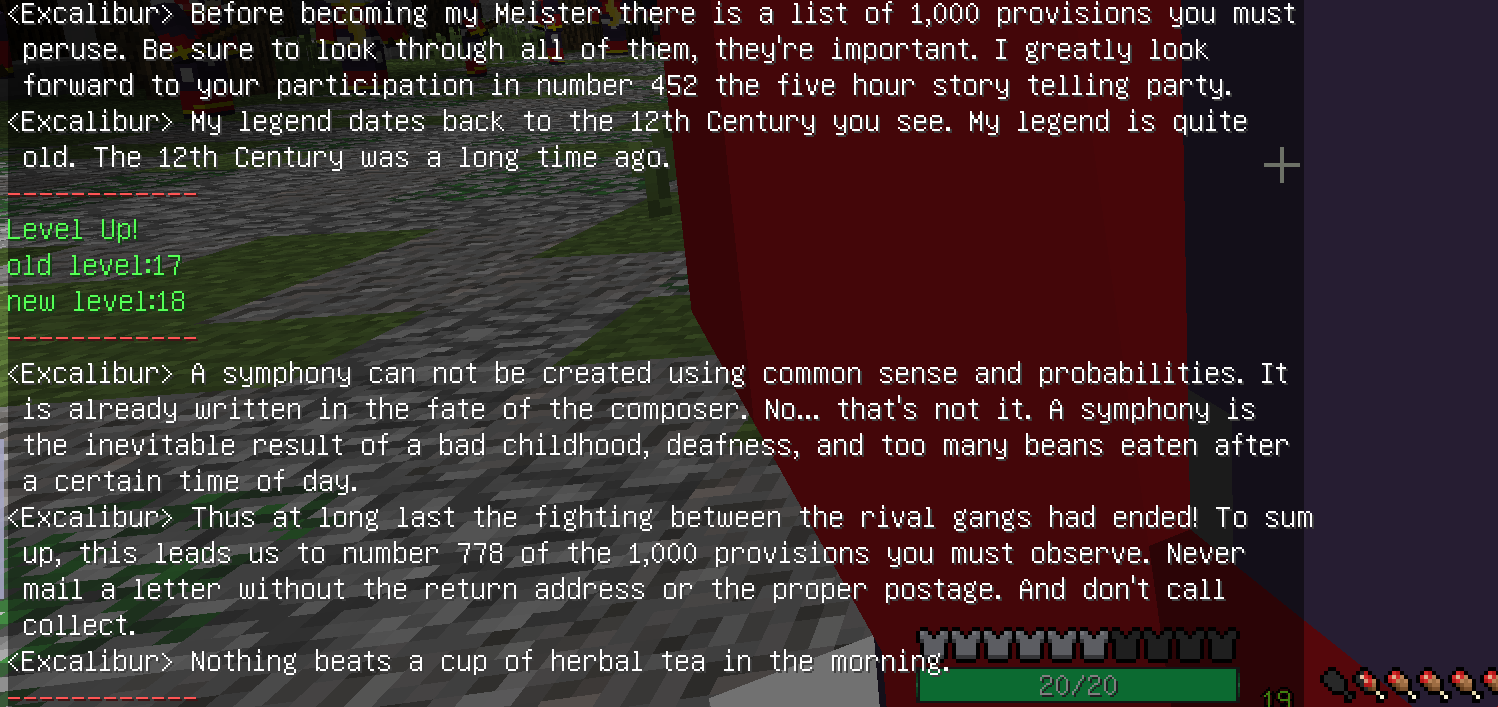 <Excalibur> Before becoming my Meister there is a list of 1,000 provisions you must
peruse. Be sure to look through all of them, they're important. I greatly look
forward to your participation in number 452 the five hour story telling party.
<Excalibur> My legend dates back to the 12th Century you see. My legend is quite
old. The 12th Century was a long time ago.
------------
Level Up!
old level:17
new level:18
------------
<Excalibur> A symphony can not be created using common sense and probabilities. It
is already written in the fate of the composer. No... that's not it. A symphony is
the inevitable result of a bad childhood, deafness, and too many beans eaten after
a certain time of day.
<Excalibur> Thus at long last the fighting between the rival gangs had ended! To sum
up, this leads us to number 778 of the 1,000 provisions you must observe. Never
mail a letter without the return address or the proper postage. And don't call
collect.
<Excalibur> Nothing beats a cup of herbal tea in the morning.
------------
20/20
19